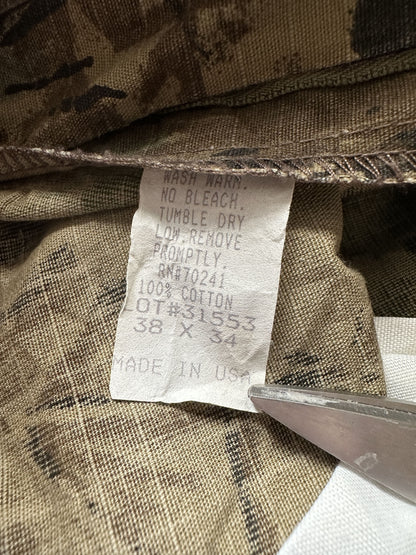 WASH WARM.
NO BLEACH.
TUMBLE DRY
LOW.REMOVE
PROMPTLY.
RN#70241
100% COTTON
LOT#31553
38 X 34
MADE IN USA